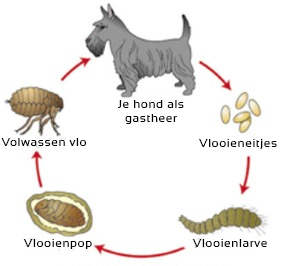 Je hond als
gastheer
Volwassen vlo
Vlooieneitjes
Vlooienpop
Vlooienlarve